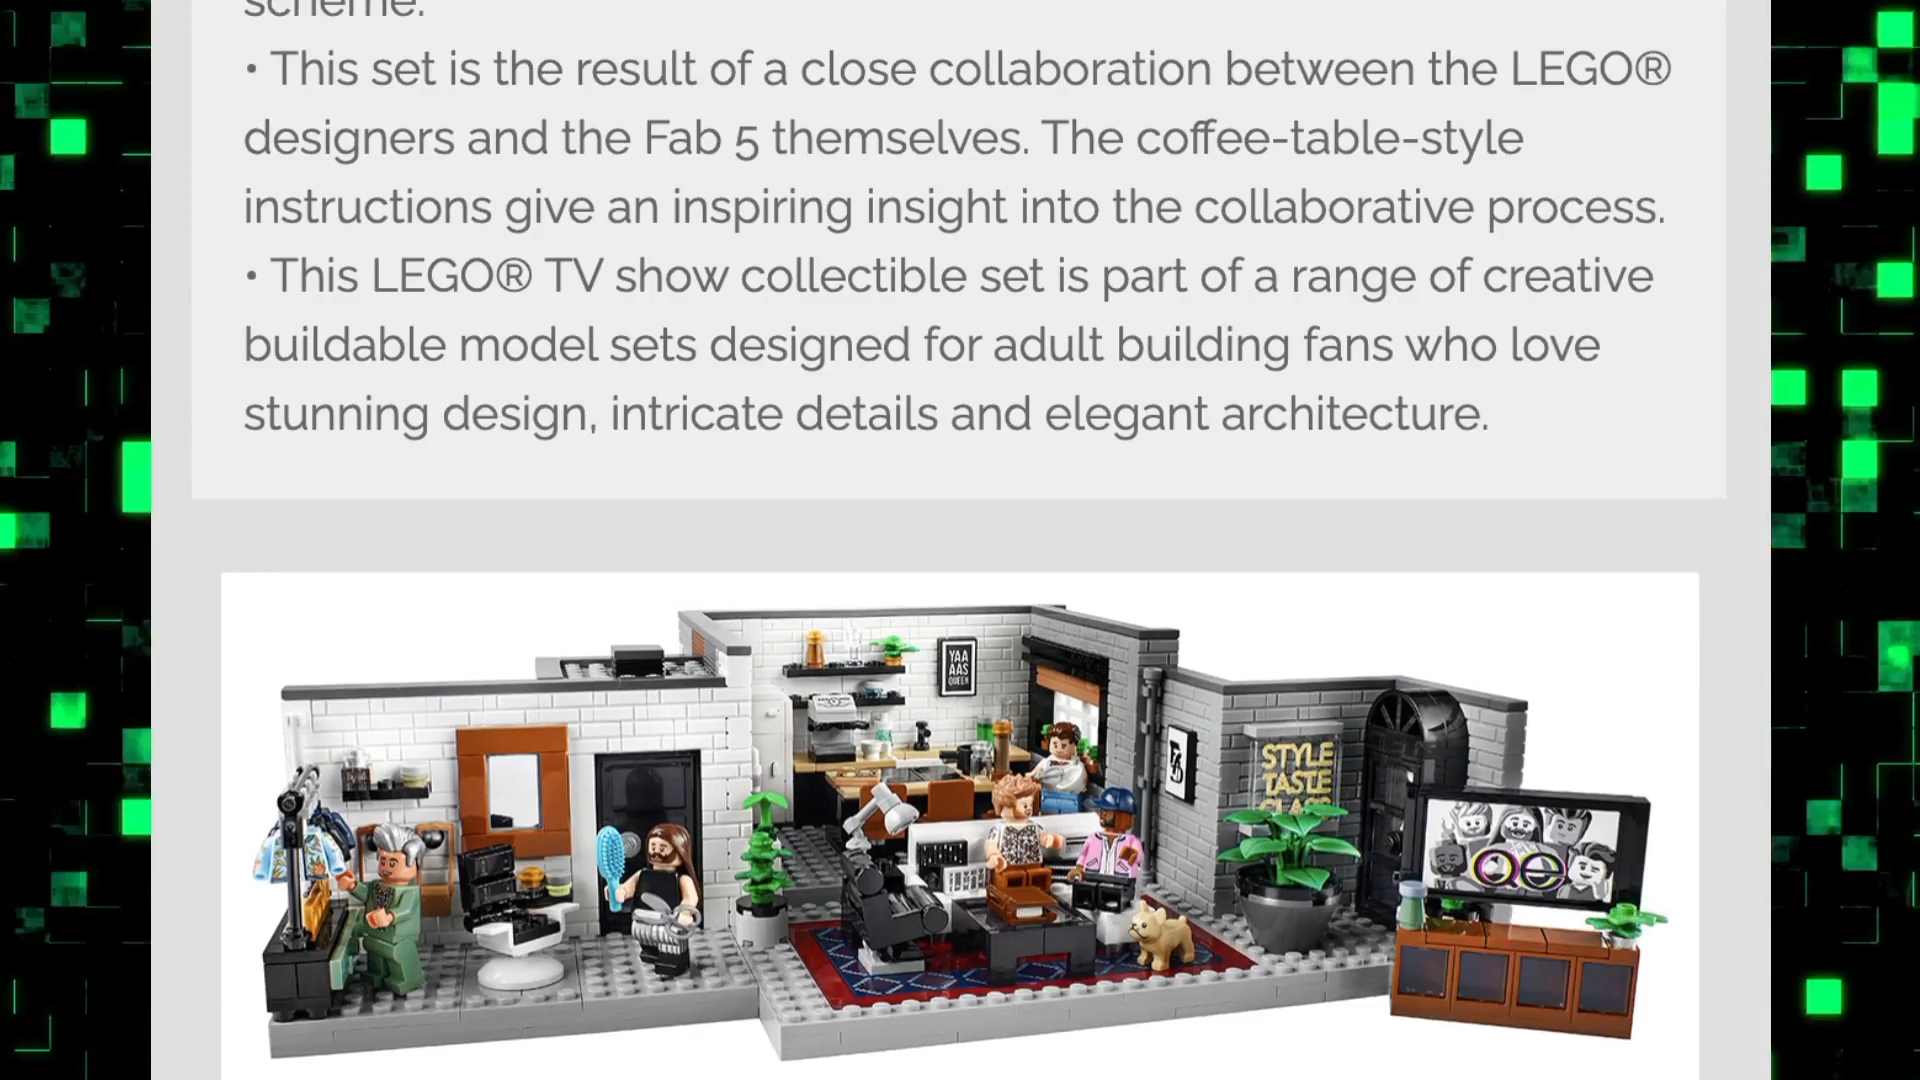 scheme.
• This set is the result of a close collaboration between the LEGO®
designers and the Fab 5 themselves. The coffee-table-style
instructions give an inspiring insight into the collaborative process.
• This LEGO® TV show collectible set is part of a range of creative
buildable model sets designed for adult building fans who love
stunning design, intricate details and elegant architecture.
YAA
AAS
QUEEN
STYLE
TASTE
CLASS
qe